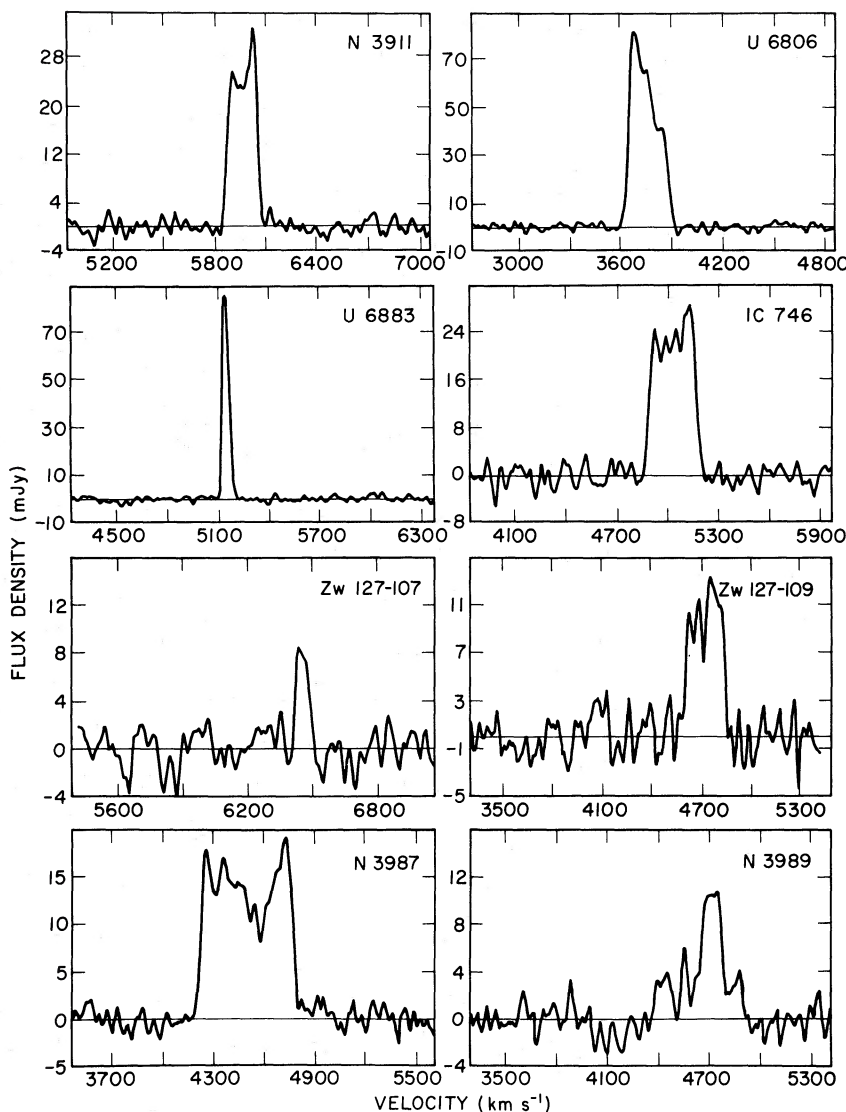 N 3911
28
20
12
4
-4
5200 5800 6400 7000
U 6806
70
50
30
10
-10
3000 3600 4200 4800
U 6883
70
50
30
10
-10
4500 5100 5700 6300
IC 746
24
16
8
0
-8
4100 4700 5300 5900
Zw 127-107
12
8
4
0
-4
5600 6200 6800
Zw 127-109
11
7
3
-1
-5
3500 4100 4700 5300
N 3987
15
10
5
0
-5
3700 4300 4900 5500
N 3989
12
8
4
0
-4
3500 4100 4700 5300
FLUX DENSITY (mJy)
VELOCITY (km s⁻¹)